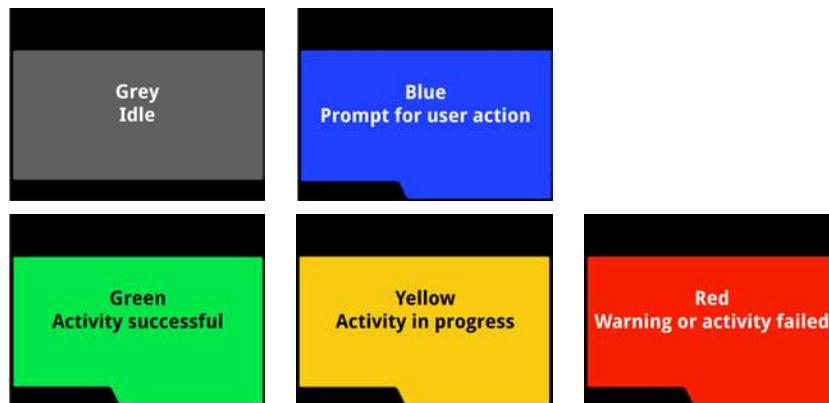 Grey
Idle
Blue
Prompt for user action
Green
Activity successful
Yellow
Activity in progress
Red
Warning or activity failed